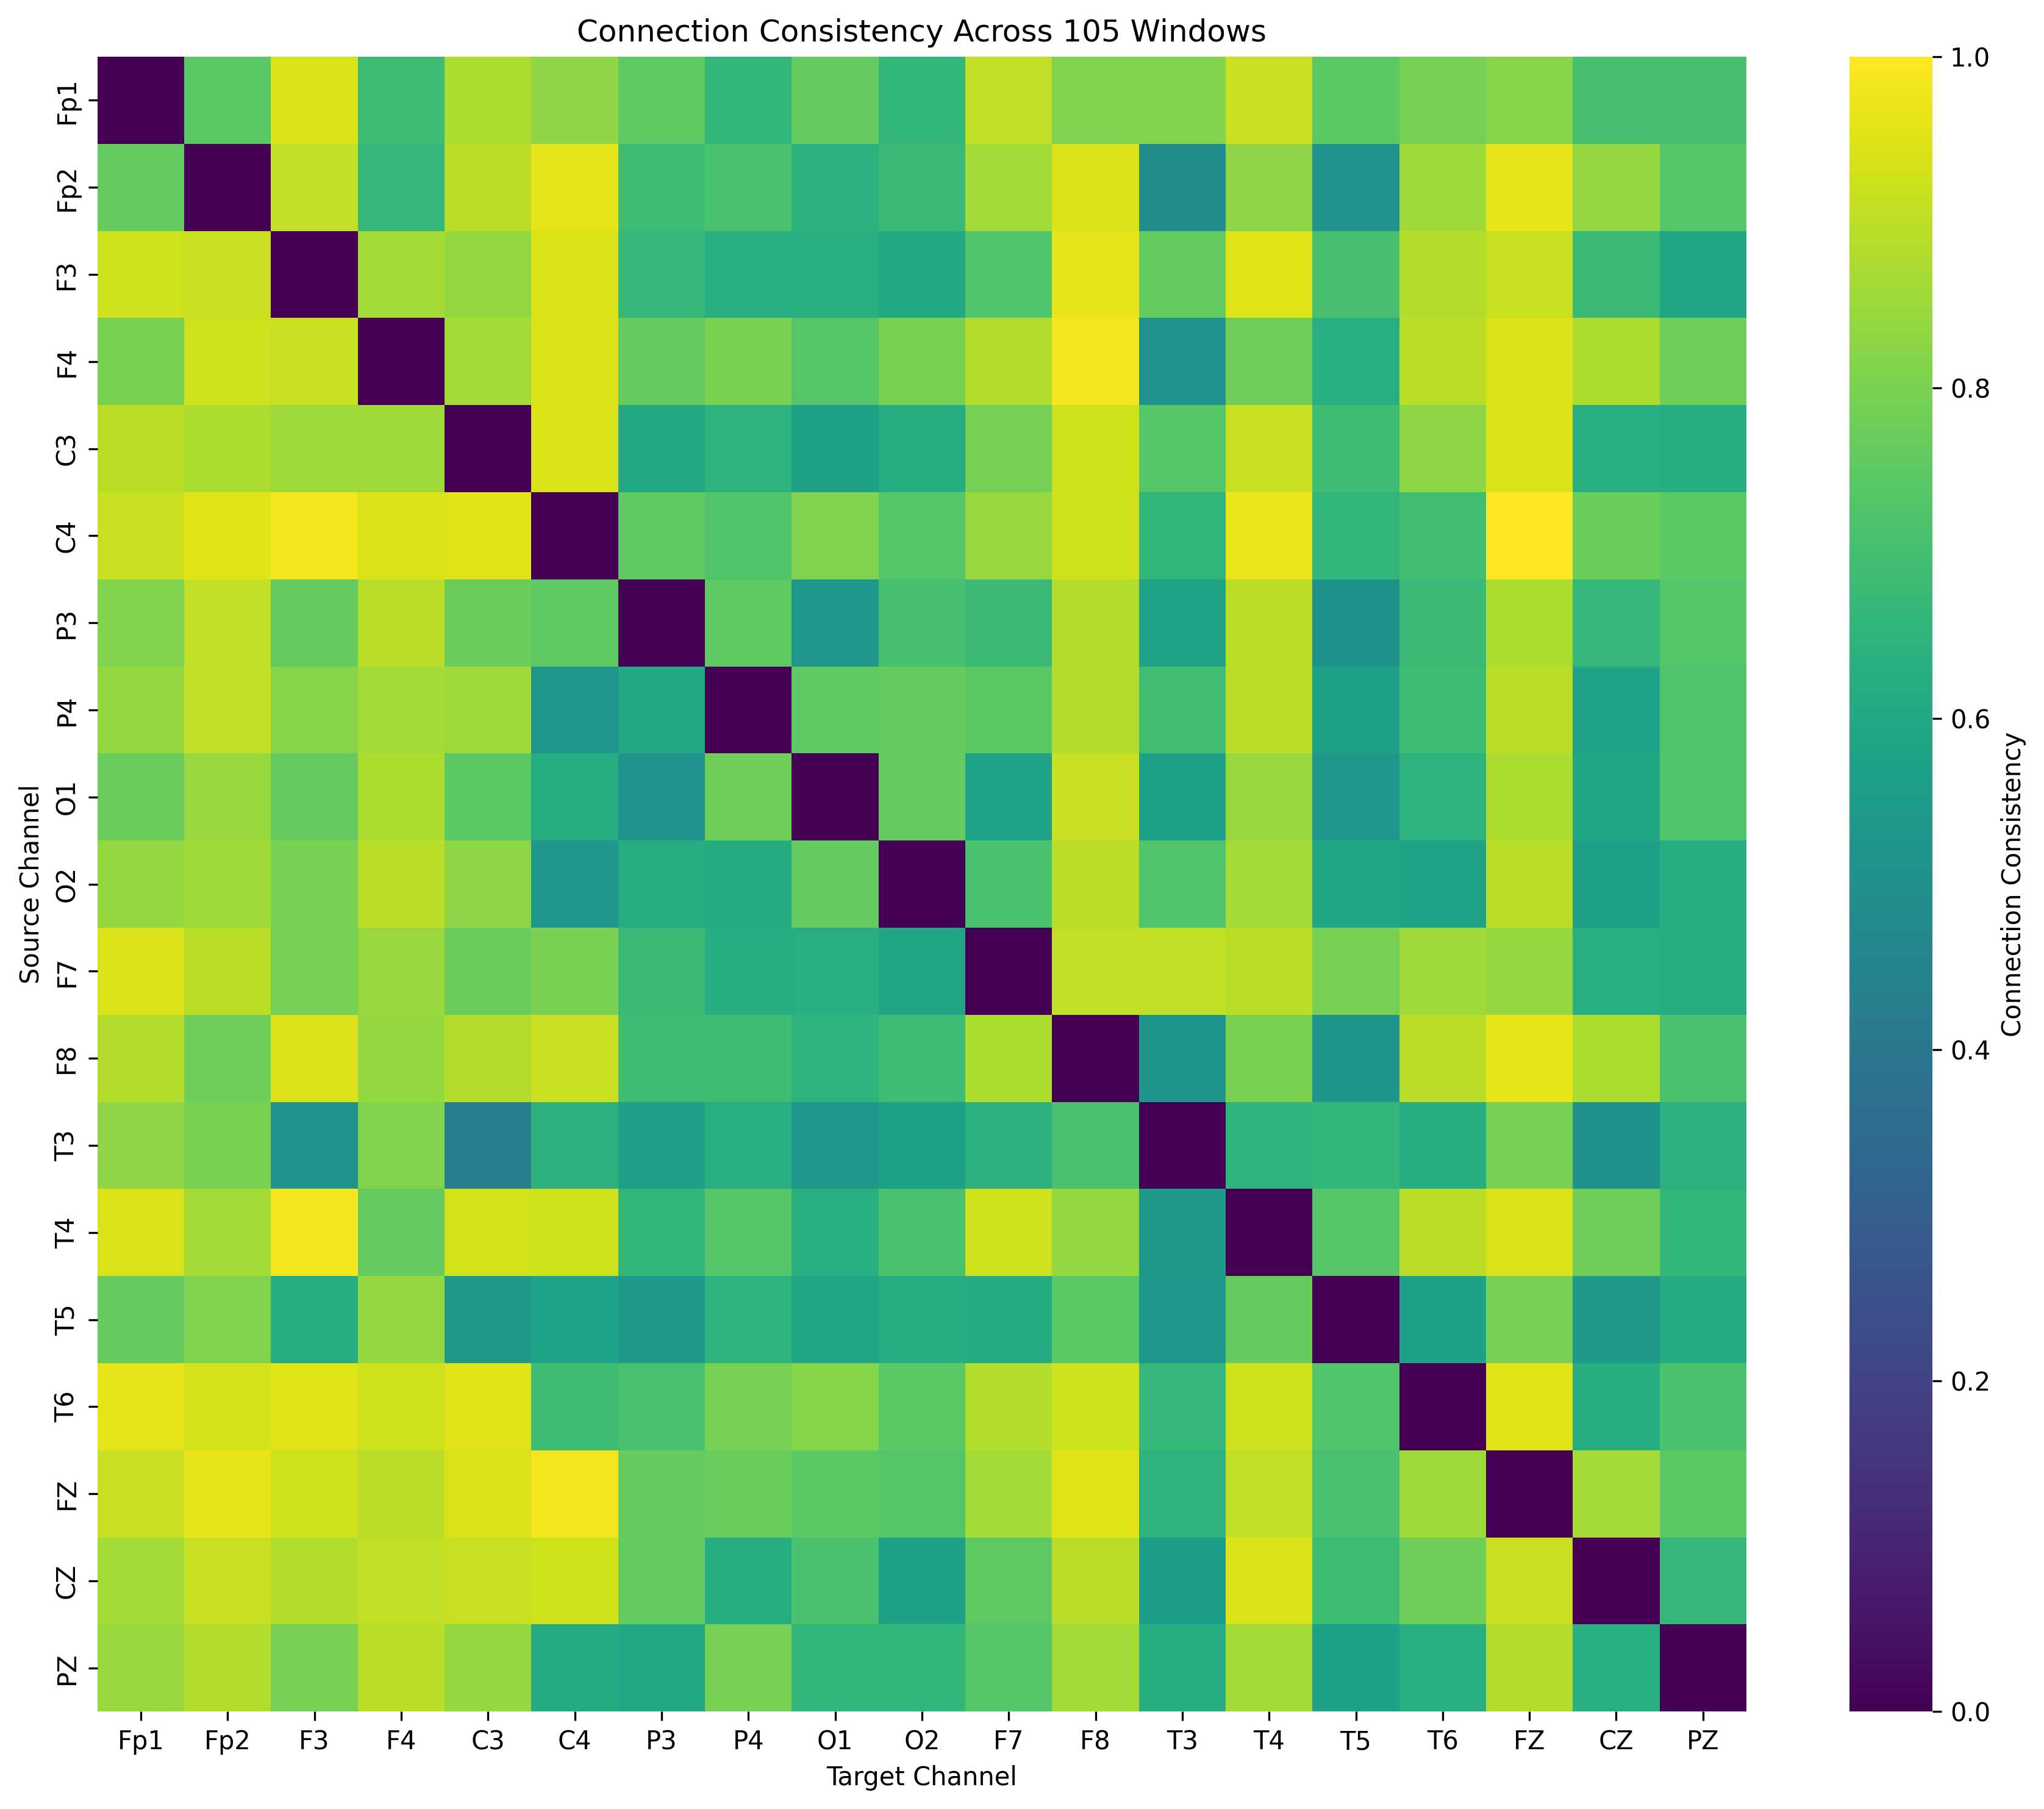 Connection Consistency Across 105 Windows
Source Channel
Fp1
Fp2
F3
F4
C3
C4
P3
P4
O1
O2
F7
F8
T3
T4
T5
T6
FZ
CZ
PZ
Fp1 Fp2 F3 F4 C3 C4 P3 P4 O1 O2 F7 F8 T3 T4 T5 T6 FZ CZ PZ
Target Channel
1.0
0.8
0.6
0.4
0.2
0.0
Connection Consistency